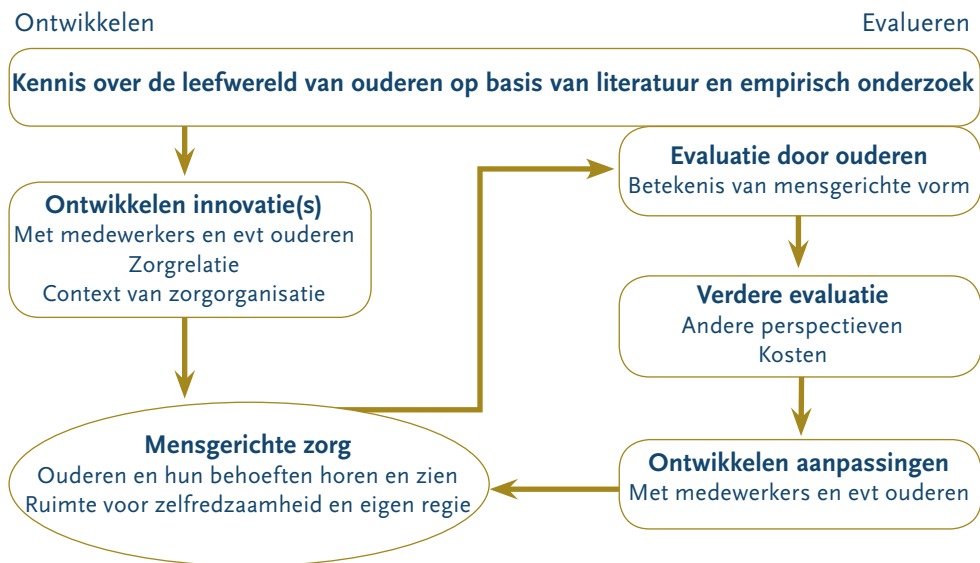 Ontwikkelen
Evalueren
Kennis over de leefwereld van ouderen op basis van literatuur en empirisch onderzoek
Ontwikkelen innovatie(s)
Met medewerkers en evt ouderen
Zorgrelatie
Context van zorgorganisatie
Mensgerichte zorg
Ouderen en hun behoeften horen en zien
Ruimte voor zelfredzaamheid en eigen regie
Evaluatie door ouderen
Betekenis van mensgerichte vorm
Verdere evaluatie
Andere perspectieven
Kosten
Ontwikkelen aanpassingen
Met medewerkers en evt ouderen